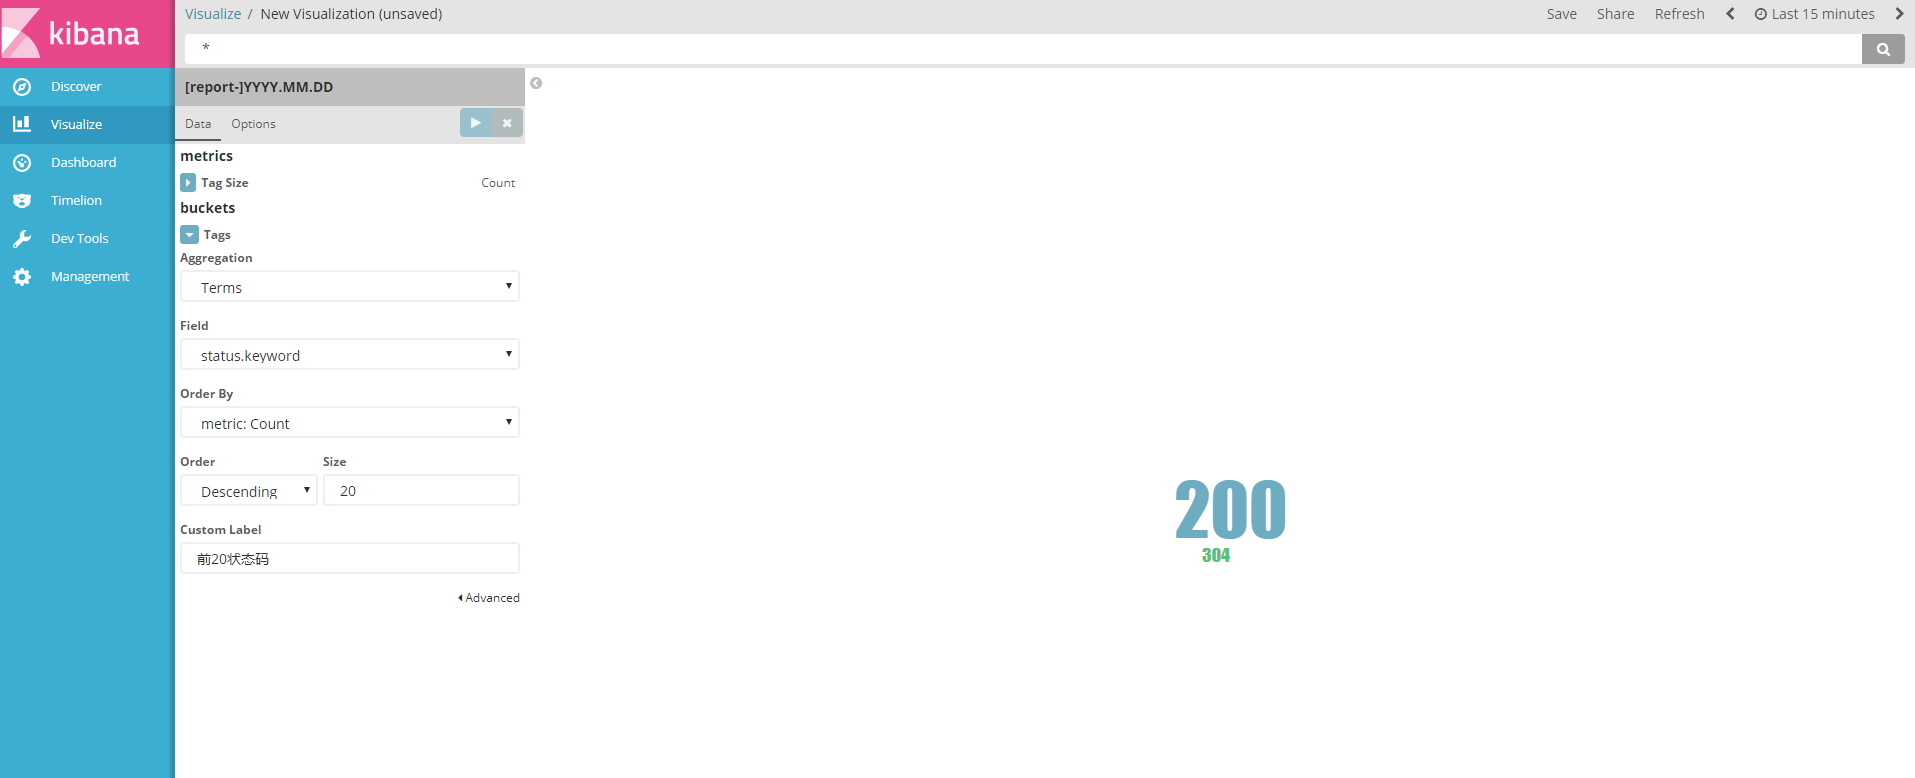 kibana
Visualize / New Visualization (unsaved)
Save Share Refresh Last 15 minutes
*
Discover
Visualize
Dashboard
Timelion
Dev Tools
Management
[report-]YYYY.MM.DD
Data Options
metrics
Tag Size Count
buckets
Tags
Aggregation
Terms
Field
status.keyword
Order By
metric: Count
Order Size
Descending 20
Custom Label
前20状态码
Advanced
200
304